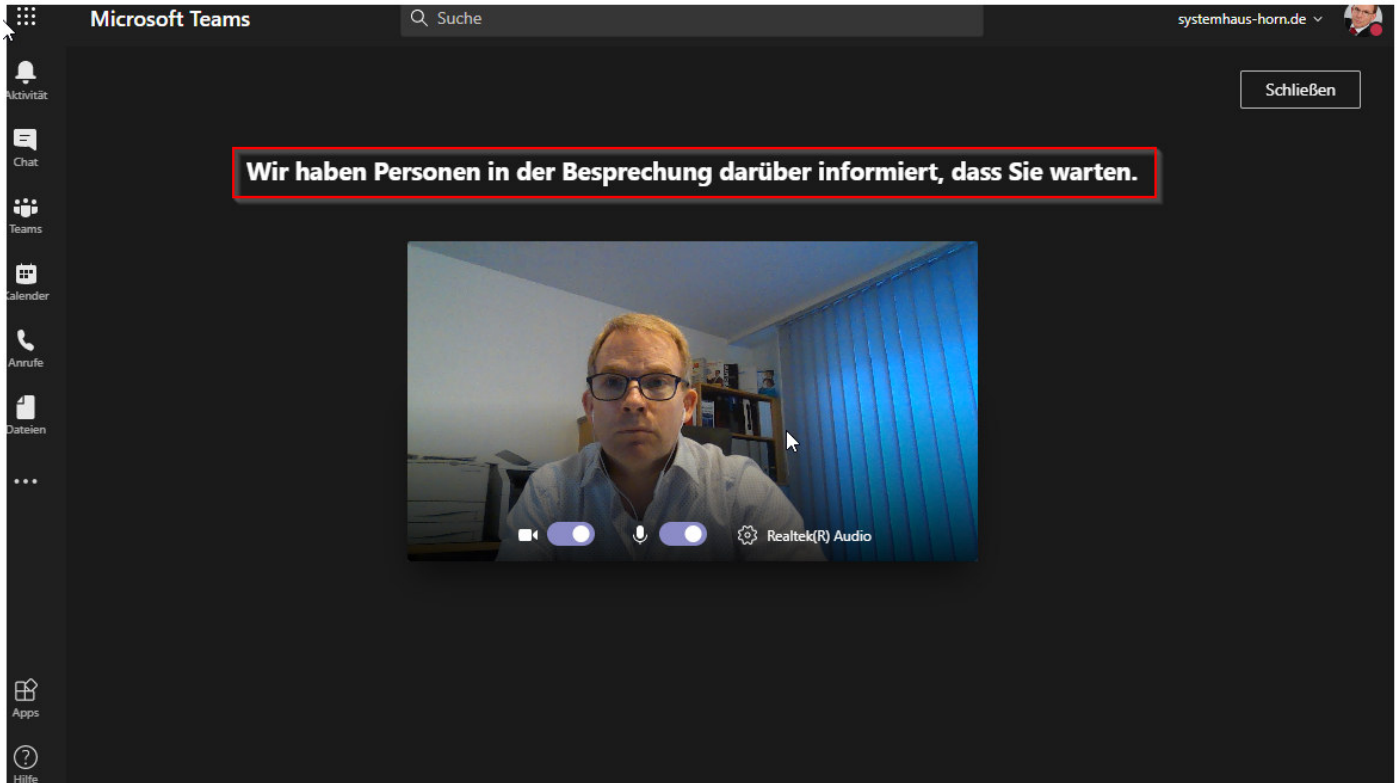 Microsoft Teams
Suche
systemhaus-horn.de
Aktivität
Chat
Teams
Kalender
Anrufe
Dateien
Schließen
Wir haben Personen in der Besprechung darüber informiert, dass Sie warten.
Realtek(R) Audio
Apps
Hilfe